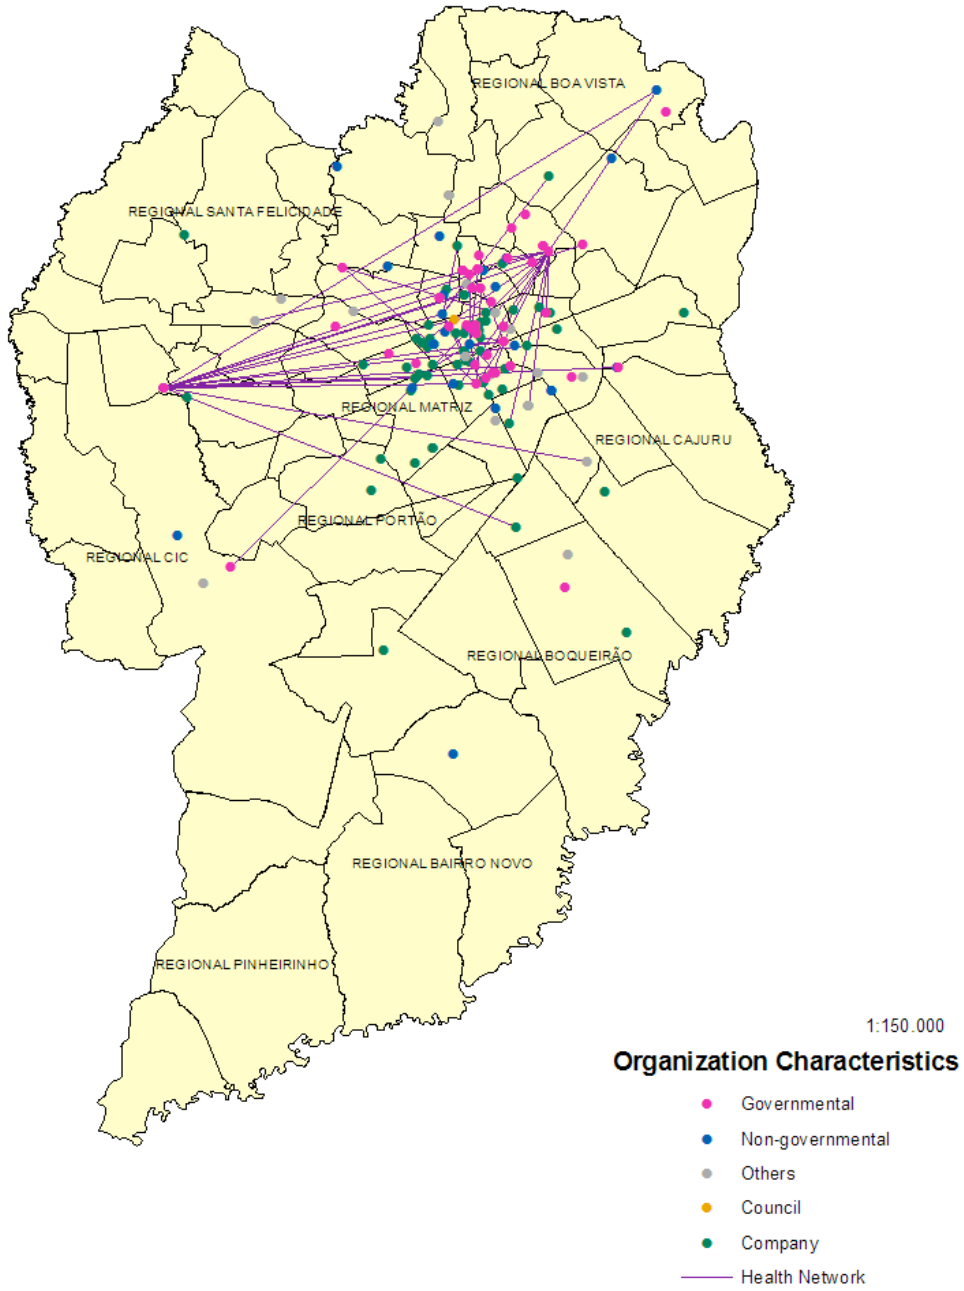 REGIONAL BOA VISTA
REGIONAL SANTA FELICIDADE
REGIONAL MATRIZ
REGIONAL CAJURU
REGIONAL PORTÃO
REGIONAL CIC
REGIONAL BOQUEIRÃO
REGIONAL BAIRRO NOVO
REGIONAL PINHEIRINHO
1:150.000
Organization Characteristics
Governmental
Non-governmental
Others
Council
Company
Health Network